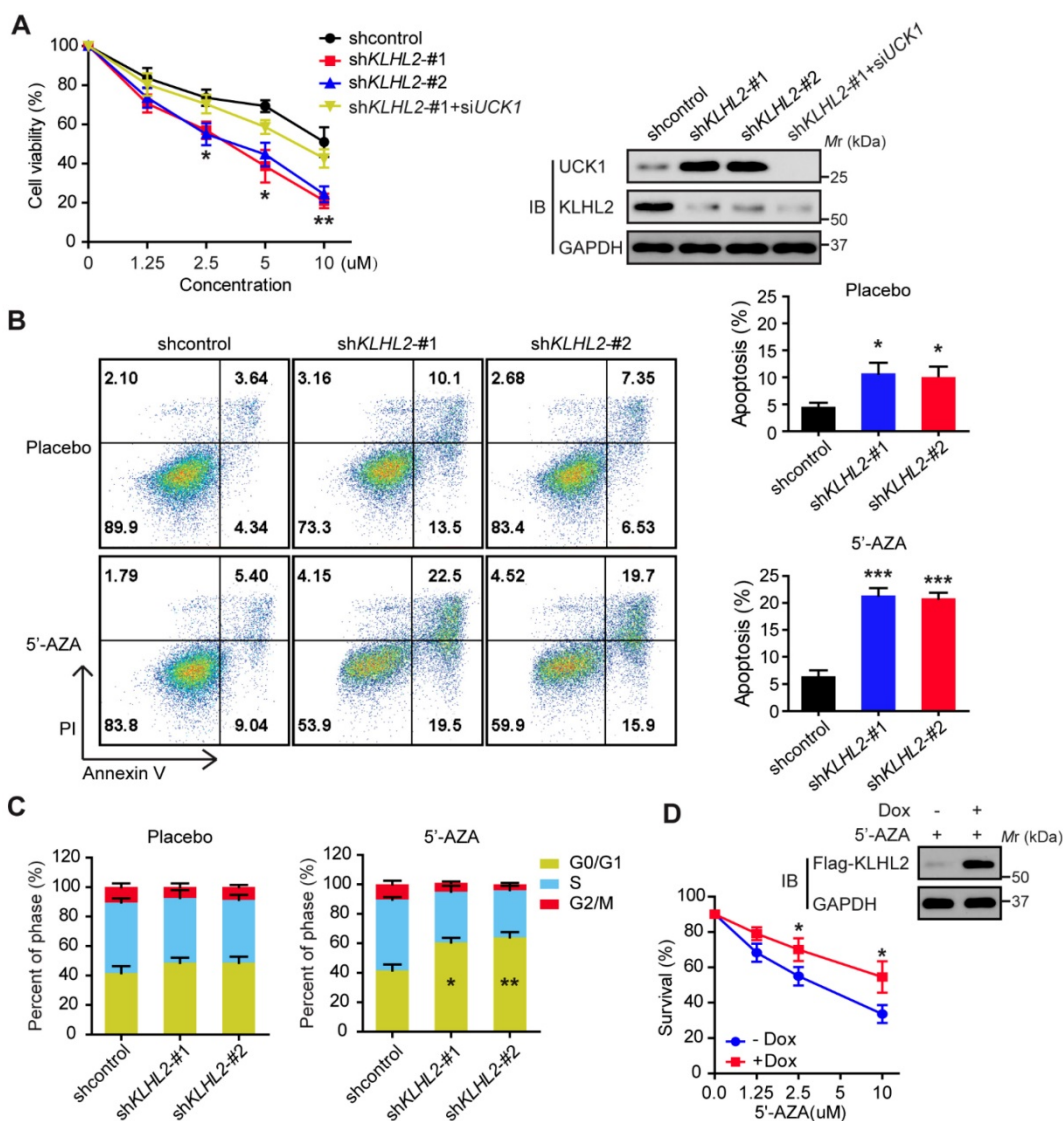 A
100
80
60
40
20
0
Cell viability (%)
0 1.25 2.5 5 10 (uM)
Concentration
shcontrol
shKLHL2-#1
shKLHL2-#2
shKLHL2-#1+siUCK1
*
*
**
shcontrol
shKLHL2-#1
shKLHL2-#2
shKLHL2-#1+siUCK1
Mr (kDa)
IB
UCK1
25
KLHL2
50
GAPDH
37
B
shcontrol shKLHL2-#1 shKLHL2-#2
Placebo
2.10 3.64 3.16 10.1 2.68 7.35
89.9 4.34 73.3 13.5 83.4 6.53
5'-AZA
1.79 5.40 4.15 22.5 4.52 19.7
83.8 9.04 53.9 19.5 59.9 15.9
PI
Annexin V
Placebo
Apoptosis (%)
25
20
15
10
5
0
* *
shcontrol
shKLHL2-#1
shKLHL2-#2
5'-AZA
Apoptosis (%)
25
20
15
10
5
0
*** ***
shcontrol
shKLHL2-#1
shKLHL2-#2
C
Placebo
Percent of phase (%)
120
100
80
60
40
20
0
shcontrol
shKLHL2-#1
shKLHL2-#2
5'-AZA
Percent of phase (%)
120
100
80
60
40
20
0
* **
shcontrol
shKLHL2-#1
shKLHL2-#2
G0/G1
S
G2/M
D
Dox - +
5'-AZA + + Mr (kDa)
IB
Flag-KLHL2
50
GAPDH
37
Survival (%)
100
80
60
40
20
0
* *
- Dox
+Dox
0.0 1.25 2.5 5 10
5'-AZA(uM)